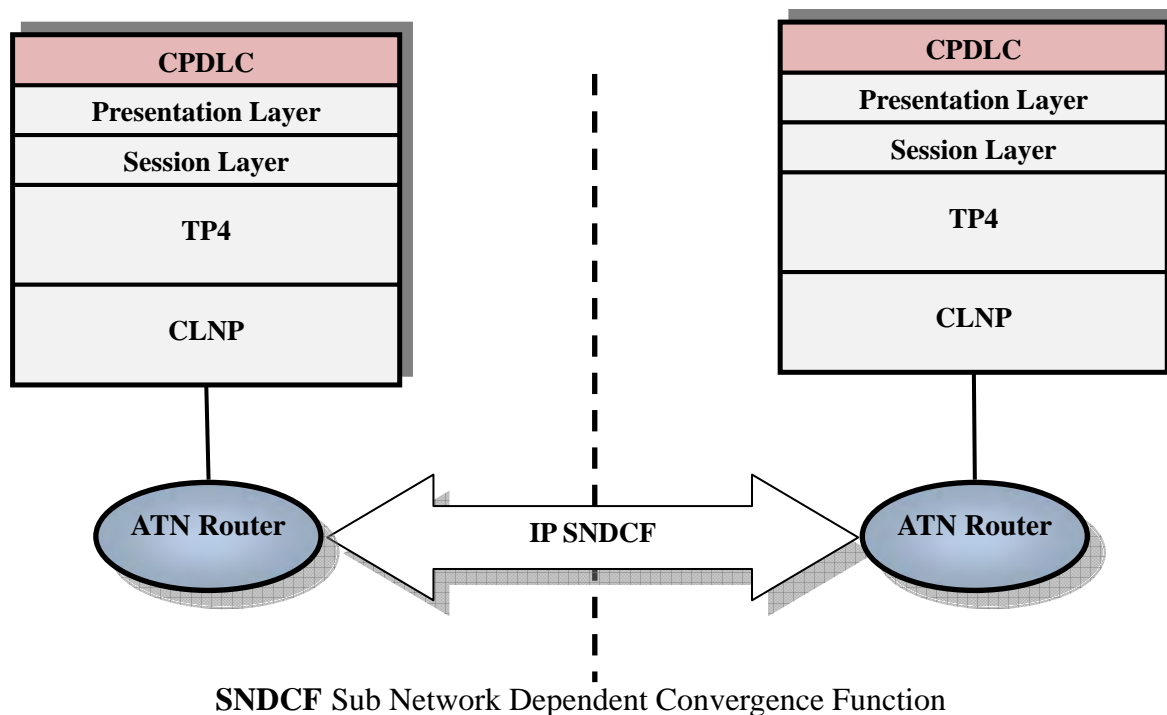 CPDLC
Presentation Layer
Session Layer
TP4
CLNP
CPDLC
Presentation Layer
Session Layer
TP4
CLNP
ATN Router
IP SNDCF
ATN Router
SNDCF Sub Network Dependent Convergence Function